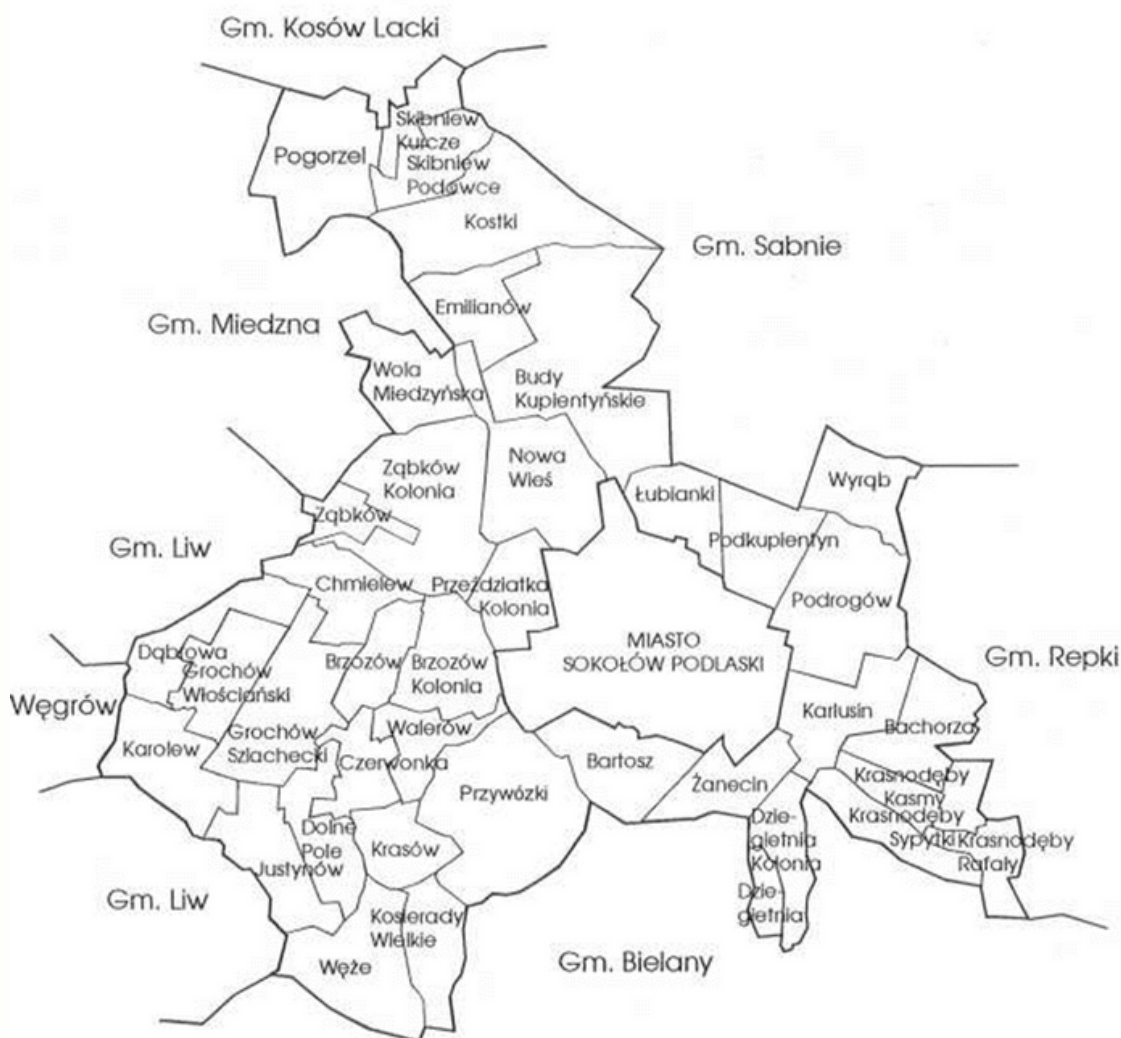 Gm. Kosów Lacki
Skibniew
Kurcze
Pogorzel
Skibniew
Podawce
Kostki
Gm. Sabnie
Emilianów
Gm. Miedzna
Wola
Miedzyńska
Budy
Kupientyńskie
Ząbków
Kolonia
Nowa
Wieś
Wyrąb
Łubianki
Ząbków
Podkupientyn
Gm. Liw
Chmielew
Przeździatka
Kolonia
Podrogów
MIASTO
SOKOŁÓW PODLASKI
Dąbrowa
Grochów
Włościański
Brzozów
Brzozów
Kolonia
Gm. Repki
Węgrów
Karlusin
Bachorza
Karolew
Grochów
Szlachecki
Walerów
Czerwonka
Bartosz
Żanecin
Przywózki
Krasnodęby
Kasmy
Krasnodęby
Sypytki
Krasnodęby
Rafały
Dzie-
gietnia
Kolonia
Dolne
Pole
Krasów
Justynów
Dzie-
gietnia
Gm. Liw
Kosierady
Wielkie
Węże
Gm. Bielany